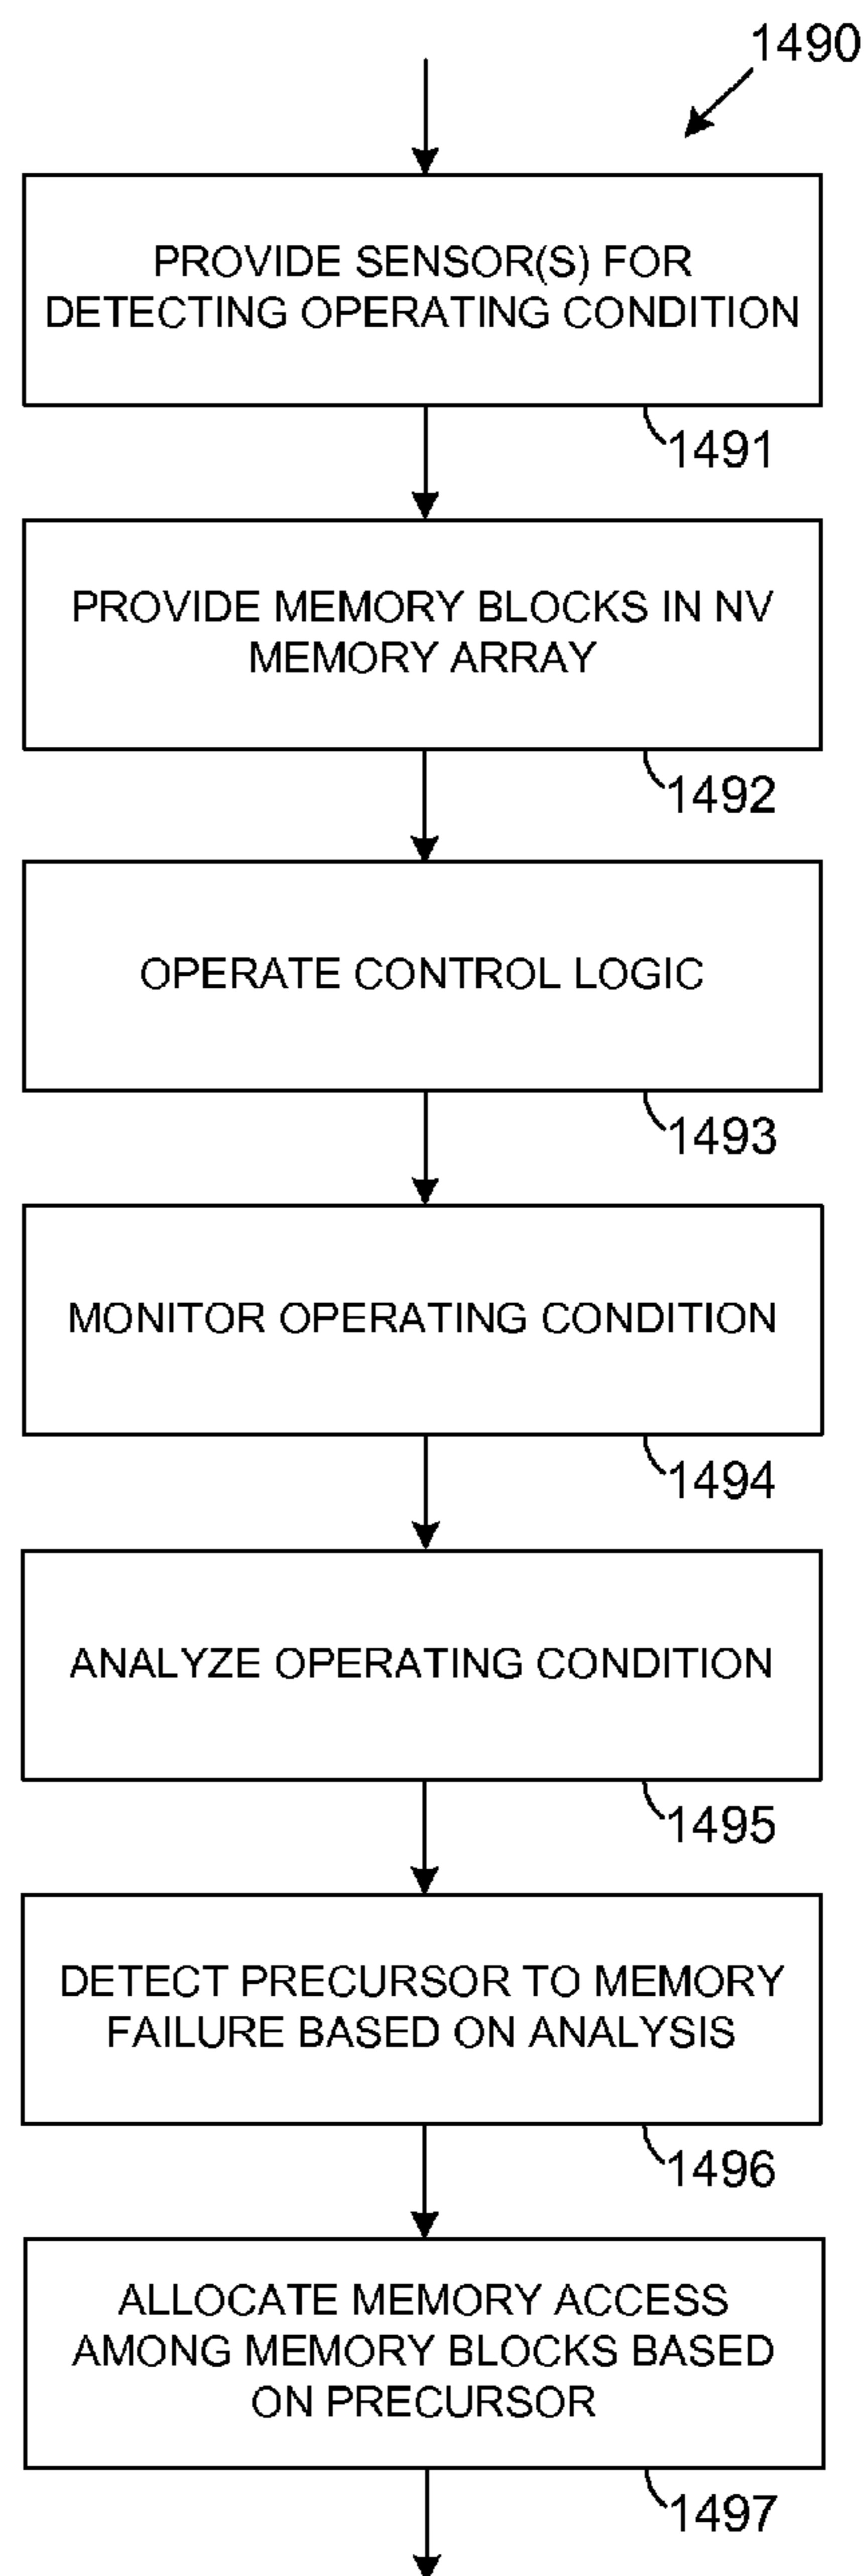 1490
PROVIDE SENSOR(S) FOR
DETECTING OPERATING CONDITION
1491
PROVIDE MEMORY BLOCKS IN NV
MEMORY ARRAY
1492
OPERATE CONTROL LOGIC
1493
MONITOR OPERATING CONDITION
1494
ANALYZE OPERATING CONDITION
1495
DETECT PRECURSOR TO MEMORY
FAILURE BASED ON ANALYSIS
1496
ALLOCATE MEMORY ACCESS
AMONG MEMORY BLOCKS BASED
ON PRECURSOR
1497